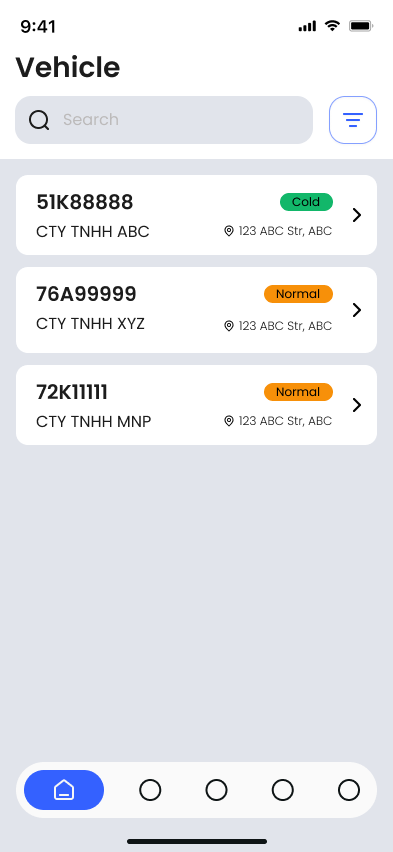 9:41
Vehicle
Search
51K88888
Cold
CTY TNHH ABC
123 ABC Str, ABC
76A99999
Normal
CTY TNHH XYZ
123 ABC Str, ABC
72K11111
Normal
CTY TNHH MNP
123 ABC Str, ABC